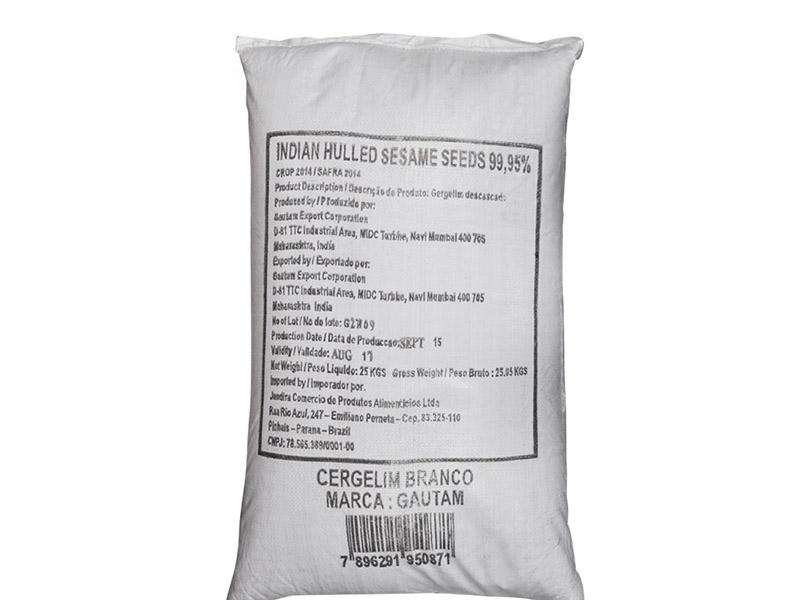 INDIAN HULLED SESAME SEEDS 99,95%
CROP 2014 / SAFRA 2014
Product Description / Descrição de Produto: Gergelim descascado
Produced by / Produzido por:
Gautam Export Corporation
D-81 TTC Industrial Area, MIDC Turbhe, Navi Mumbai 400 705
Maharashtra, India
Exported by / Exportado por:
Gautam Export Corporation
D-81 TTC Industrial Area, MIDC Turbhe, Navi Mumbai 400 705
Maharashtra India
No of Lot / No de lote: G2769
Production Date / Data de Produccao: SEPT 15
Validity / Validade: AUG 17
Net Weight / Peso Liquido: 25 KGS Gross Weight / Peso Bruto : 25.05 KGS
Imported by / Imporador por.
Jandira Comercio de Produtos Alimenticios Ltda
Rua Rio Azul, 247 – Emiliano Perneta – Cep. 83.325-110
Pinhais – Parana – Brazil
CNPJ: 78.565.389/0001-00
CERGELIM BRANCO
MARCA : GAUTAM
7 896291 950871